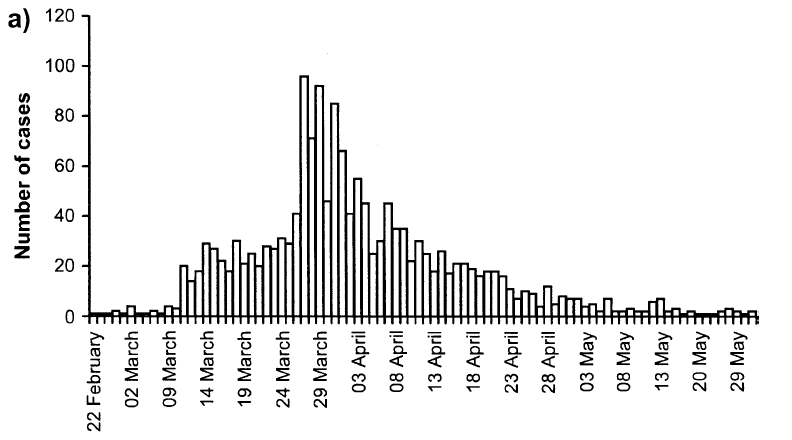 a)
120
100
80
60
40
20
0
Number of cases
22 February
02 March
09 March
14 March
19 March
24 March
29 March
03 April
08 April
13 April
18 April
23 April
28 April
03 May
08 May
13 May
20 May
29 May